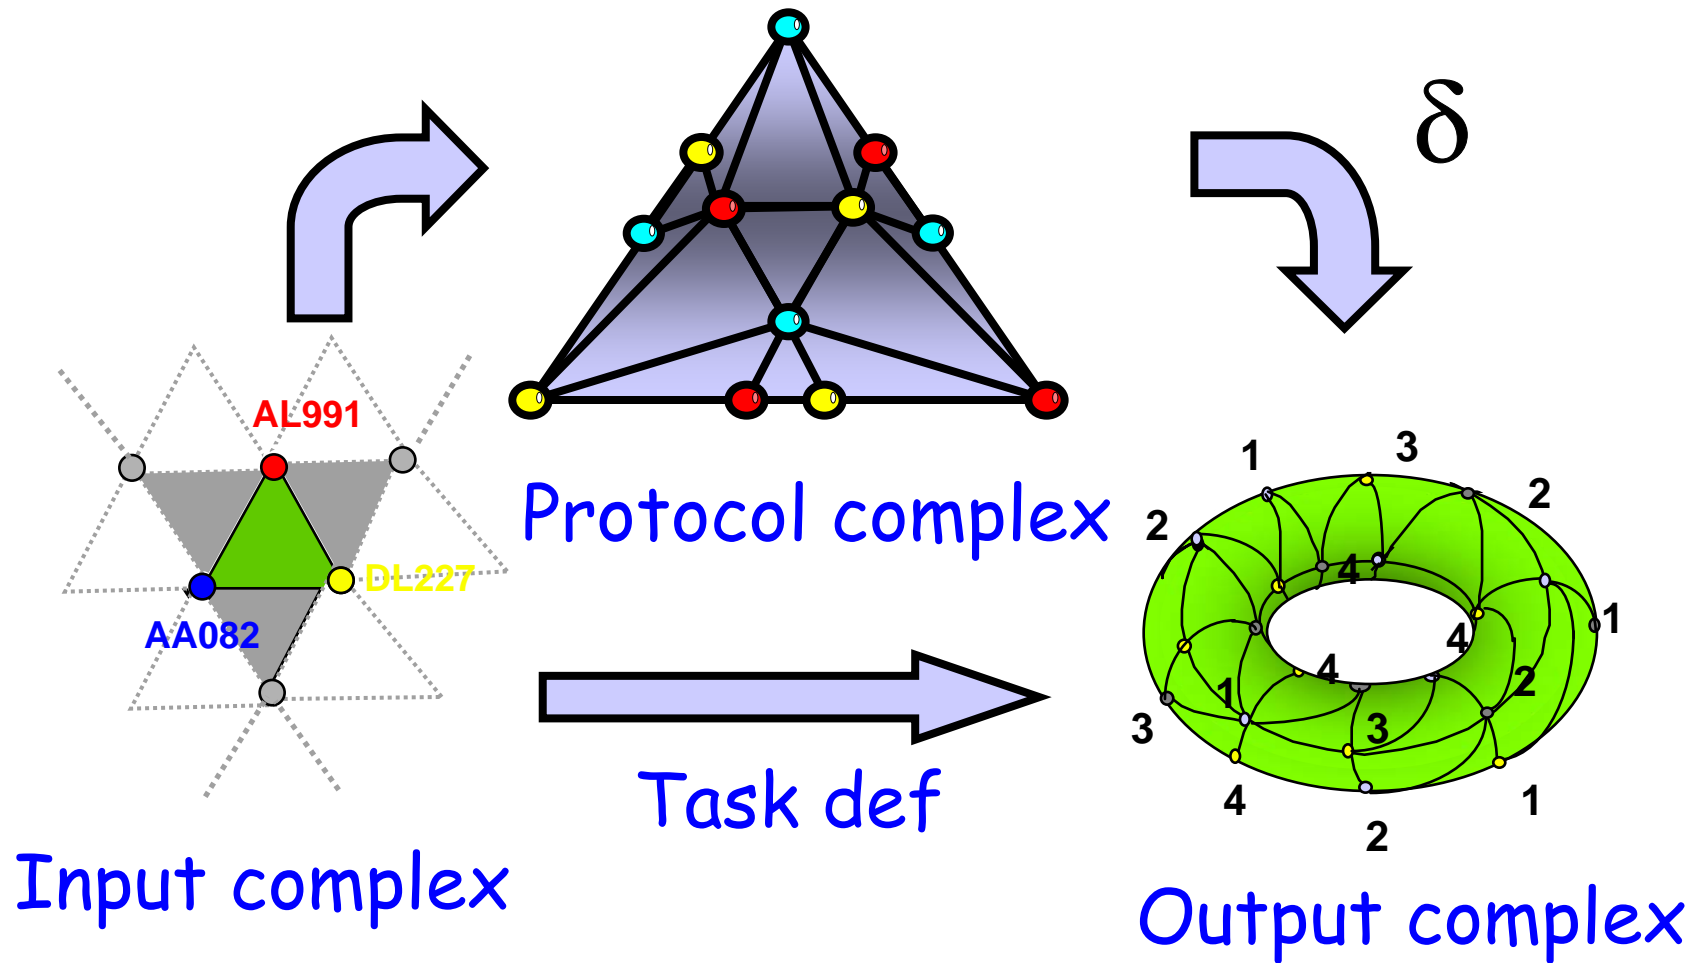 δ
AL991
DL227
AA082
Protocol complex
1
3
2
2
4
1
4
4
1
2
3
3
4
1
2
Task def
Input complex
Output complex